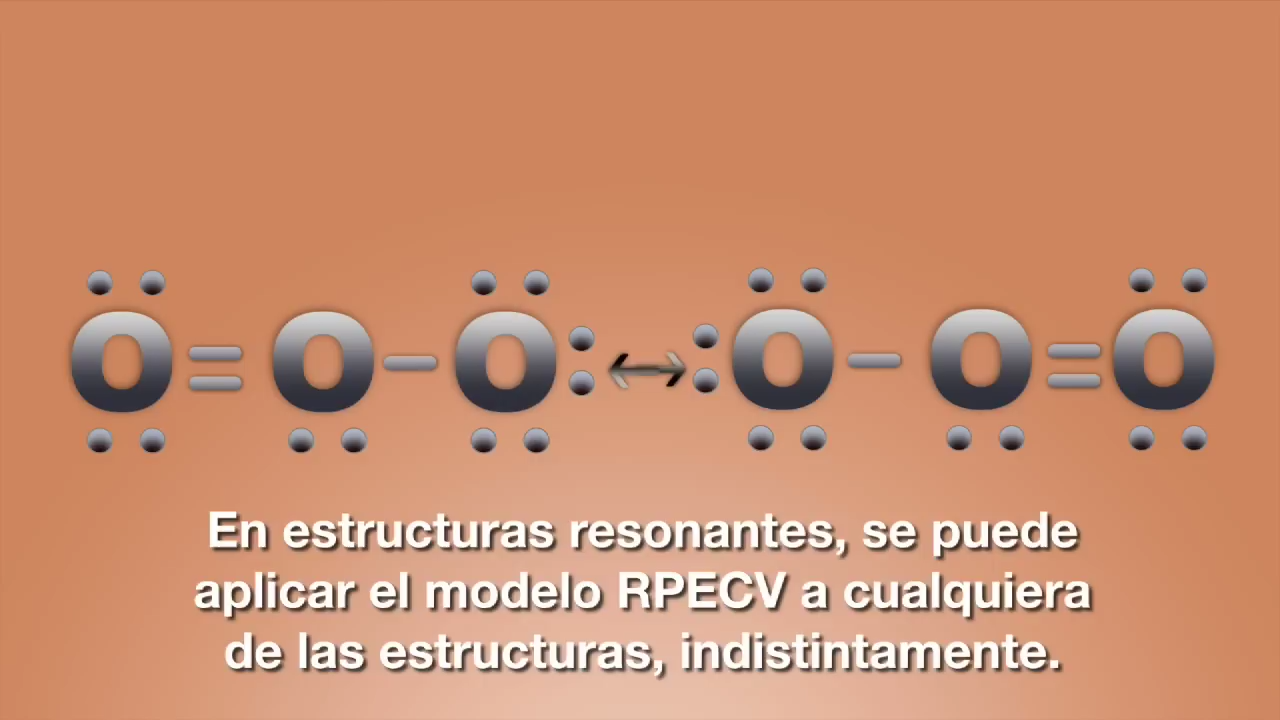 O=O-O ↔ O-O=O
En estructuras resonantes, se puede
aplicar el modelo RPECV a cualquiera
de las estructuras, indistintamente.